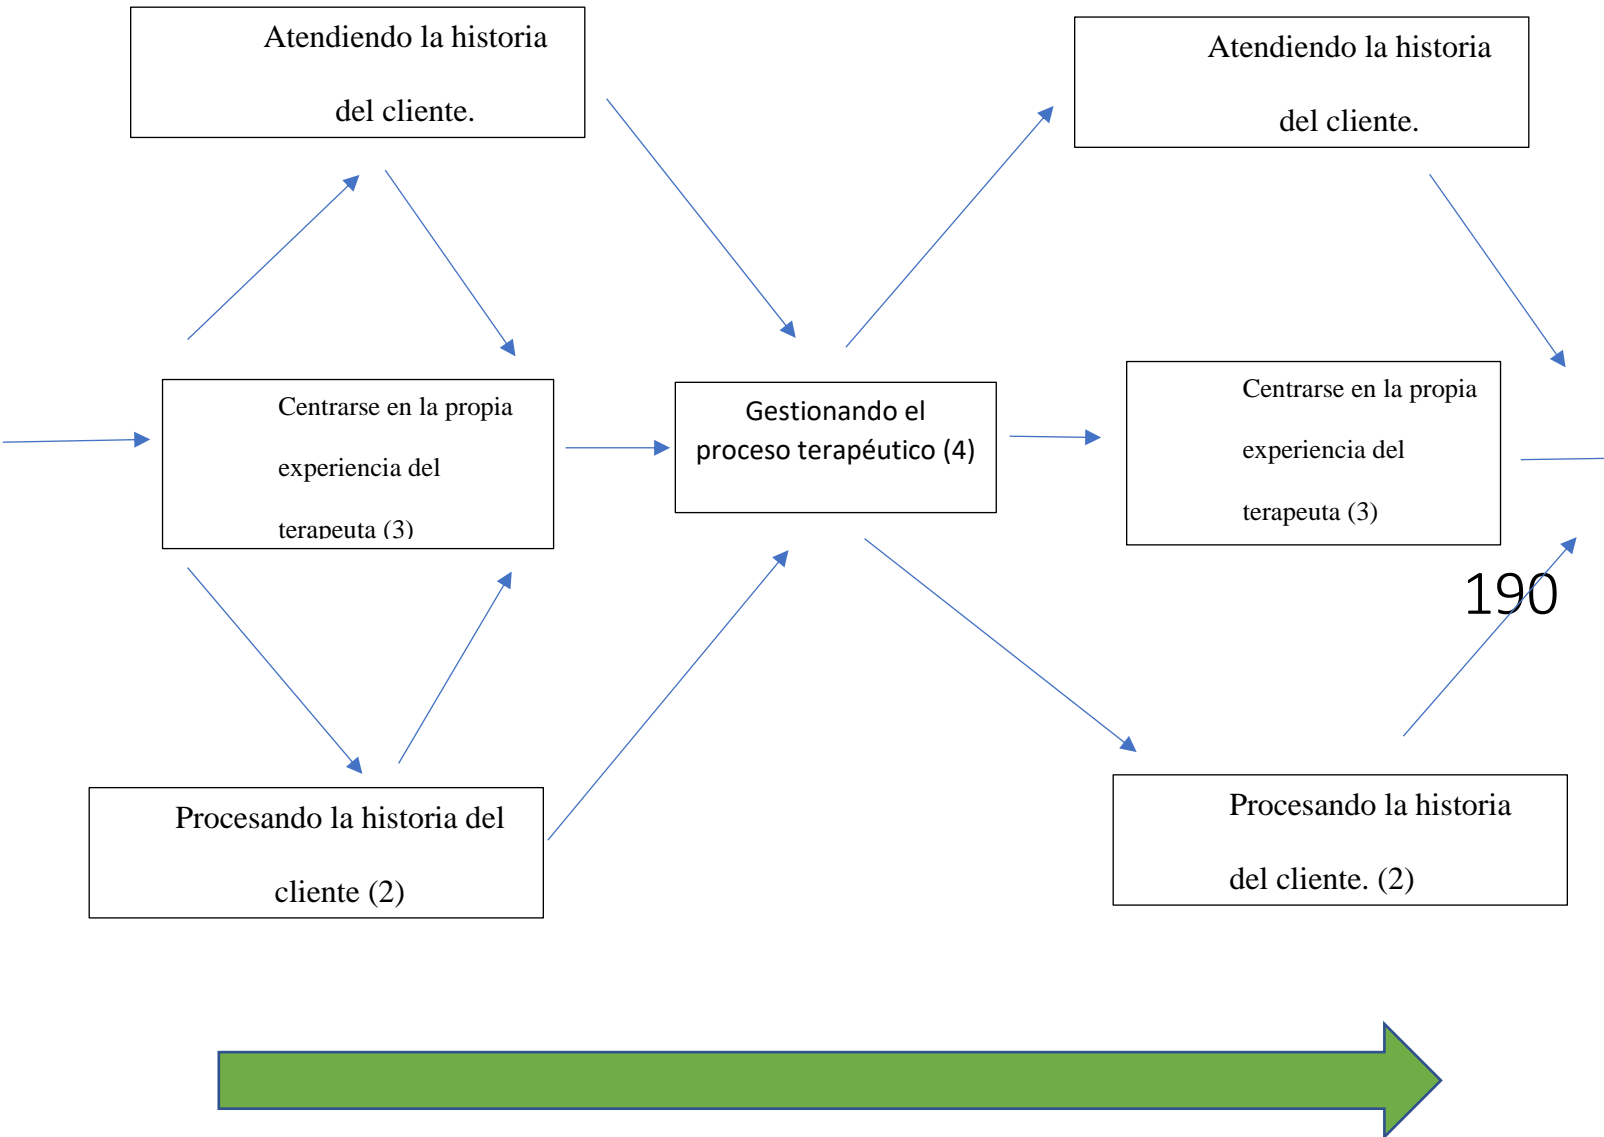 Atendiendo la historia
del cliente.
Atendiendo la historia
del cliente.
Centrarse en la propia
experiencia del
terapeuta (3)
Gestionando el
proceso terapéutico (4)
Centrarse en la propia
experiencia del
terapeuta (3)
190
Procesando la historia del
cliente (2)
Procesando la historia
del cliente. (2)